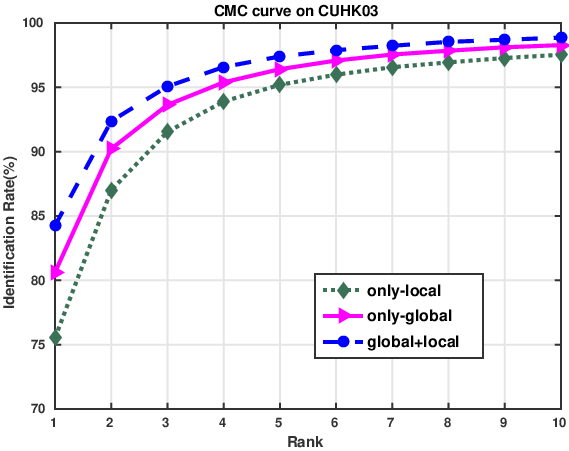 CMC curve on CUHK03
100
95
90
85
80
75
70
Identification Rate(%)
only-local
only-global
global+local
1 2 3 4 5 6 7 8 9 10
Rank